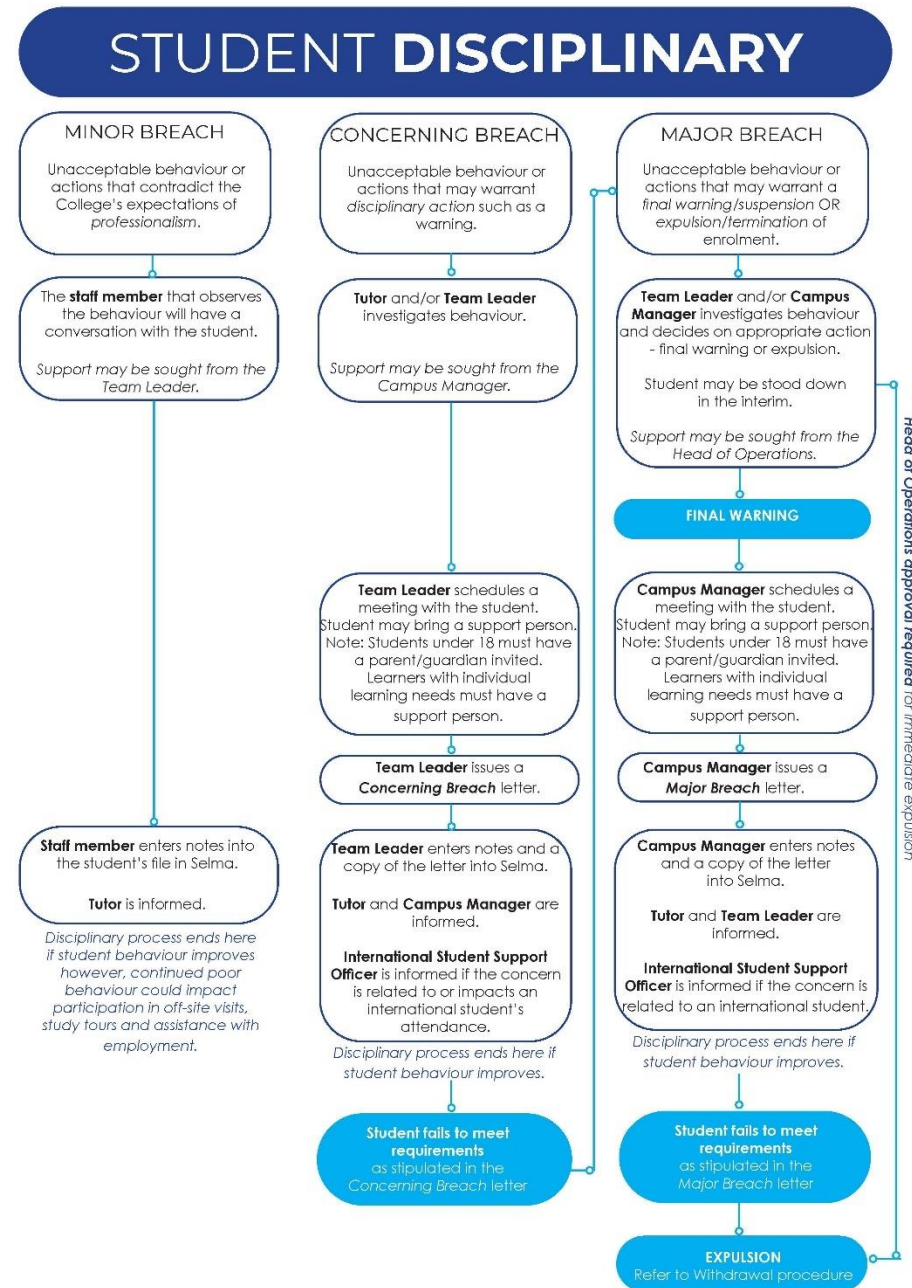 STUDENT DISCIPLINARY
MINOR BREACH
Unacceptable behaviour or
actions that contradict the
College's expectations of
professionalism.
The staff member that observes
the behaviour will have a
conversation with the student.
Support may be sought from the
Team Leader.
Staff member enters notes into
the student's file in Selma.
Tutor is informed.
Disciplinary process ends here
if student behaviour improves
however, continued poor
behaviour could impact
participation in off-site visits,
study tours and assistance with
employment.
CONCERNING BREACH
Unacceptable behaviour or
actions that may warrant
disciplinary action such as a
warning.
Tutor and/or Team Leader
investigates behaviour.
Support may be sought from the
Campus Manager.
Team Leader schedules a
meeting with the student.
Student may bring a support person.
Note: Students under 18 must have
a parent/guardian invited.
Learners with individual
learning needs must have a
support person.
Team Leader issues a
Concerning Breach letter.
Team Leader enters notes and a
copy of the letter into Selma.
Tutor and Campus Manager are
informed.
International Student Support
Officer is informed if the concern
is related to or impacts an
international student's
attendance.
Disciplinary process ends here if
student behaviour improves.
Student fails to meet
requirements
as stipulated in the
Concerning Breach letter
MAJOR BREACH
Unacceptable behaviour or
actions that may warrant a
final warning/suspension OR
expulsion/termination of
enrolment.
Team Leader and/or Campus
Manager investigates behaviour
and decides on appropriate action
- final warning or expulsion.
Student may be stood down
in the interim.
Support may be sought from the
Head of Operations.
FINAL WARNING
Campus Manager schedules a
meeting with the student.
Student may bring a support person.
Note: Students under 18 must have
a parent/guardian invited.
Learners with individual
learning needs must have a
support person.
Campus Manager issues a
Major Breach letter.
Campus Manager enters notes
and a copy of the letter
into Selma.
Tutor and Team Leader are
informed.
International Student Support
Officer is informed if the concern is
related to an international student.
Disciplinary process ends here if
student behaviour improves.
Student fails to meet
requirements
as stipulated in the
Major Breach letter
EXPULSION
Refer to Withdrawal procedure
Head of Operations approval required for immediate expulsion